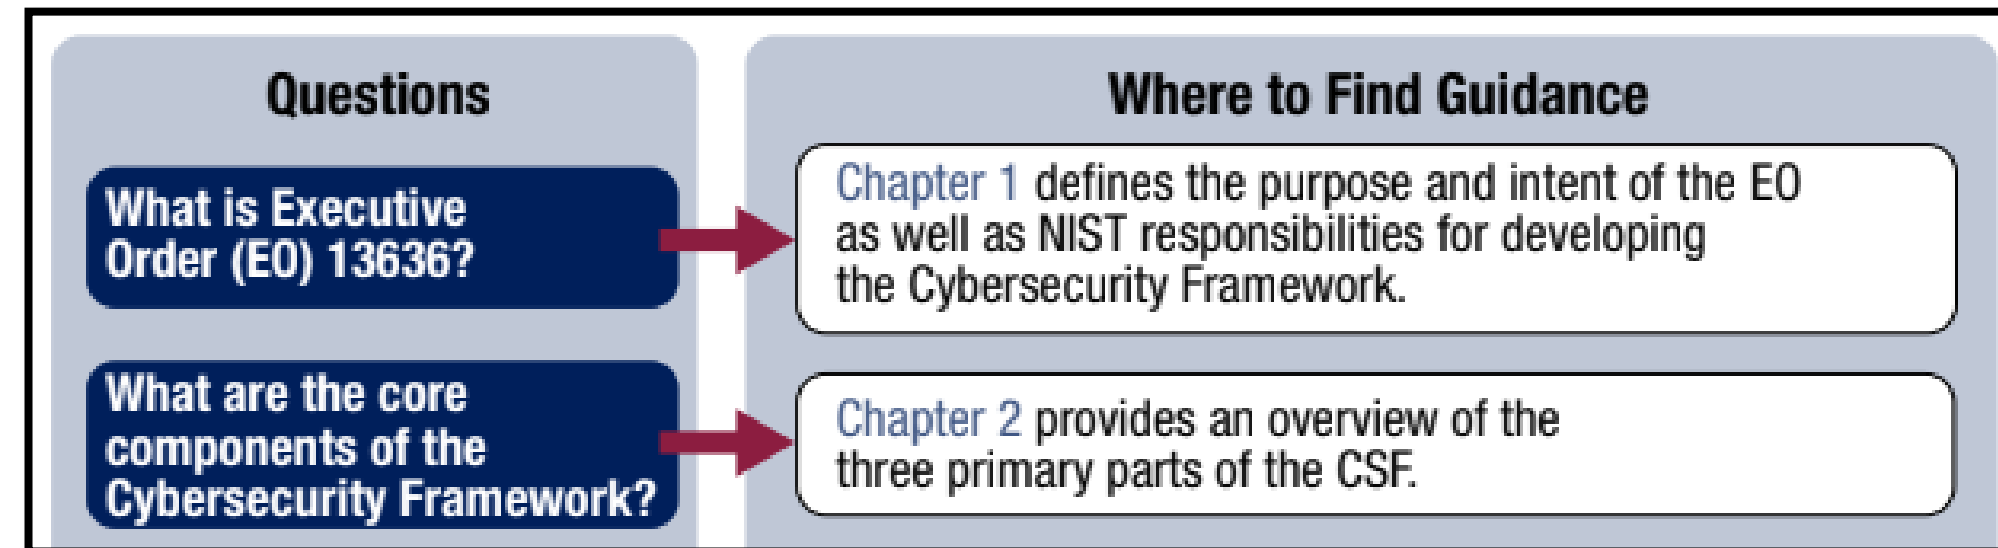 Questions
Where to Find Guidance
What is Executive
Order (EO) 13636?
Chapter 1 defines the purpose and intent of the EO
as well as NIST responsibilities for developing
the Cybersecurity Framework.
What are the core
components of the
Cybersecurity Framework?
Chapter 2 provides an overview of the
three primary parts of the CSF.